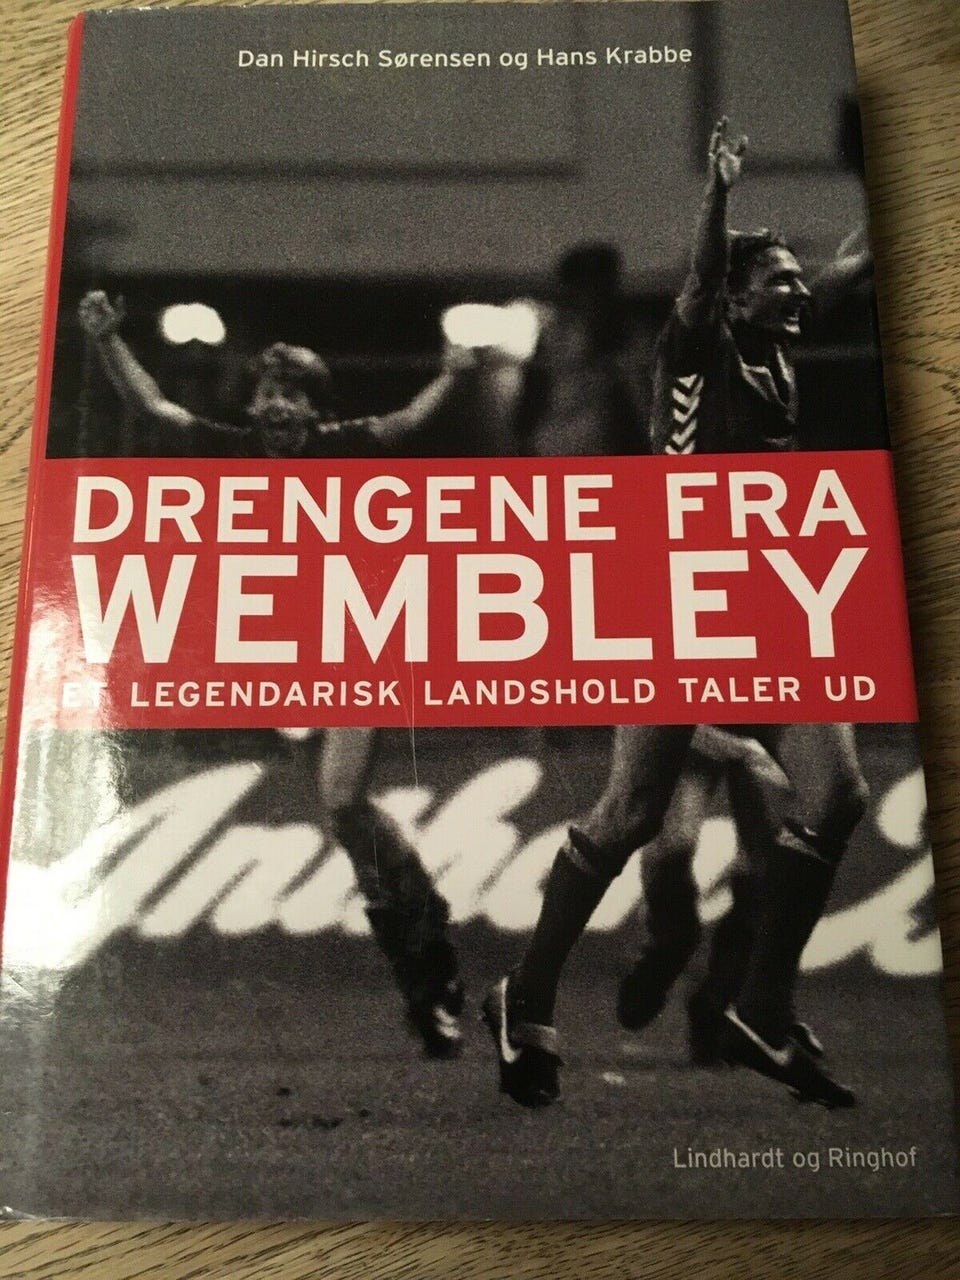 Dan Hirsch Sørensen og Hans Krabbe
DRENGENE FRA
WEMBLEY
ET LEGENDARISK LANDSHOLD TALER UD
Lindhardt og Ringhof